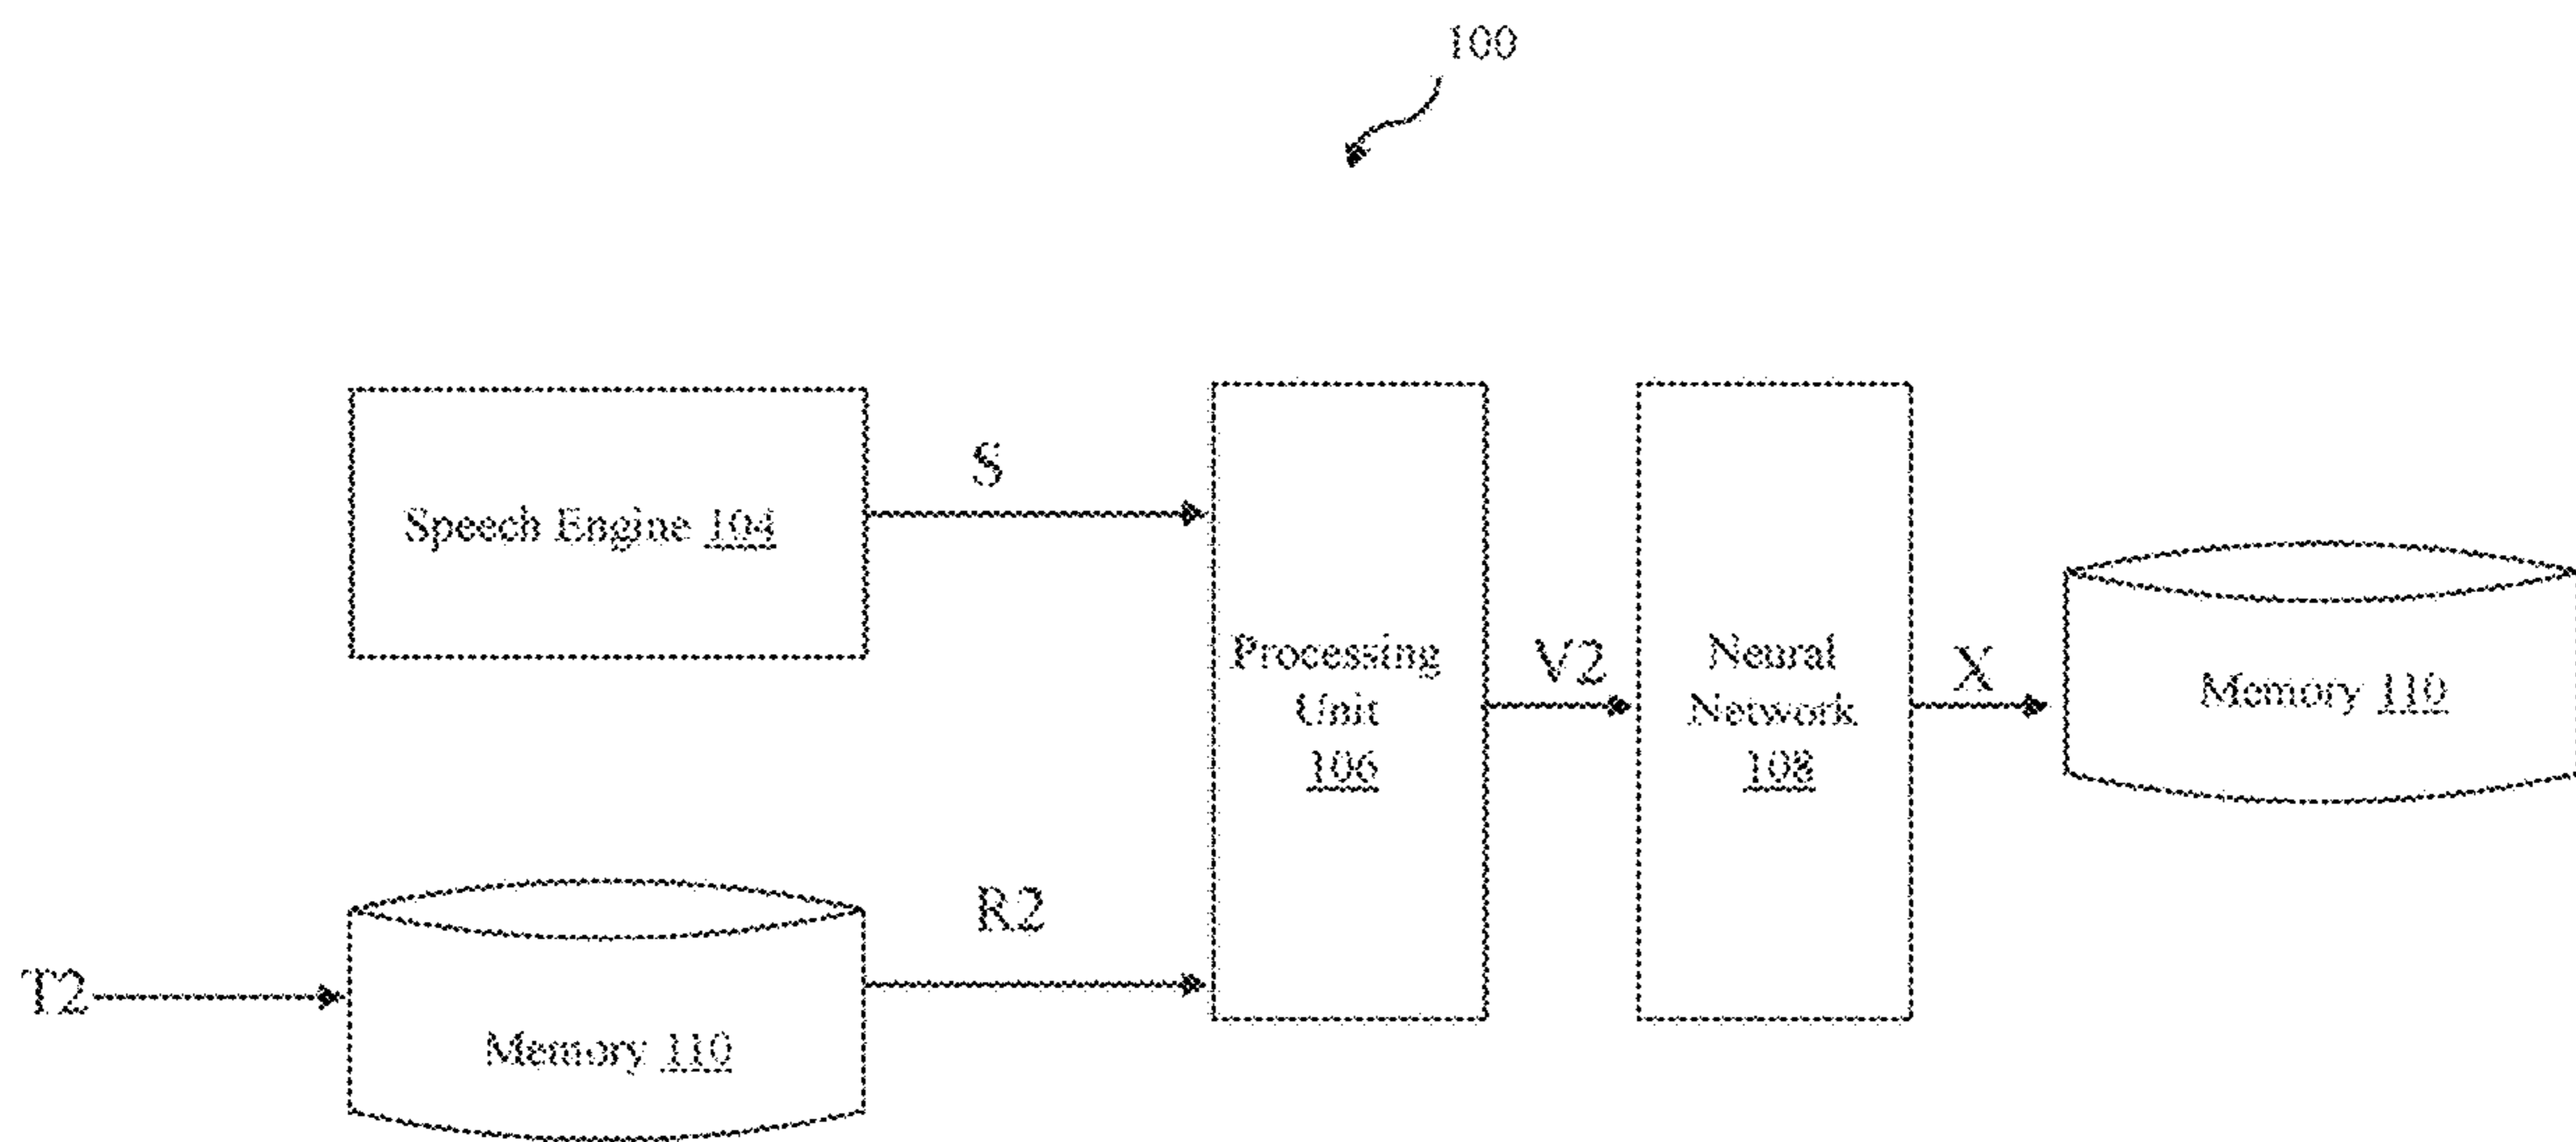 100
S
Speech Engine 104
Processing
Unit
106
V2
Neural
Network
108
X
Memory 110
R2
T2
Memory 110